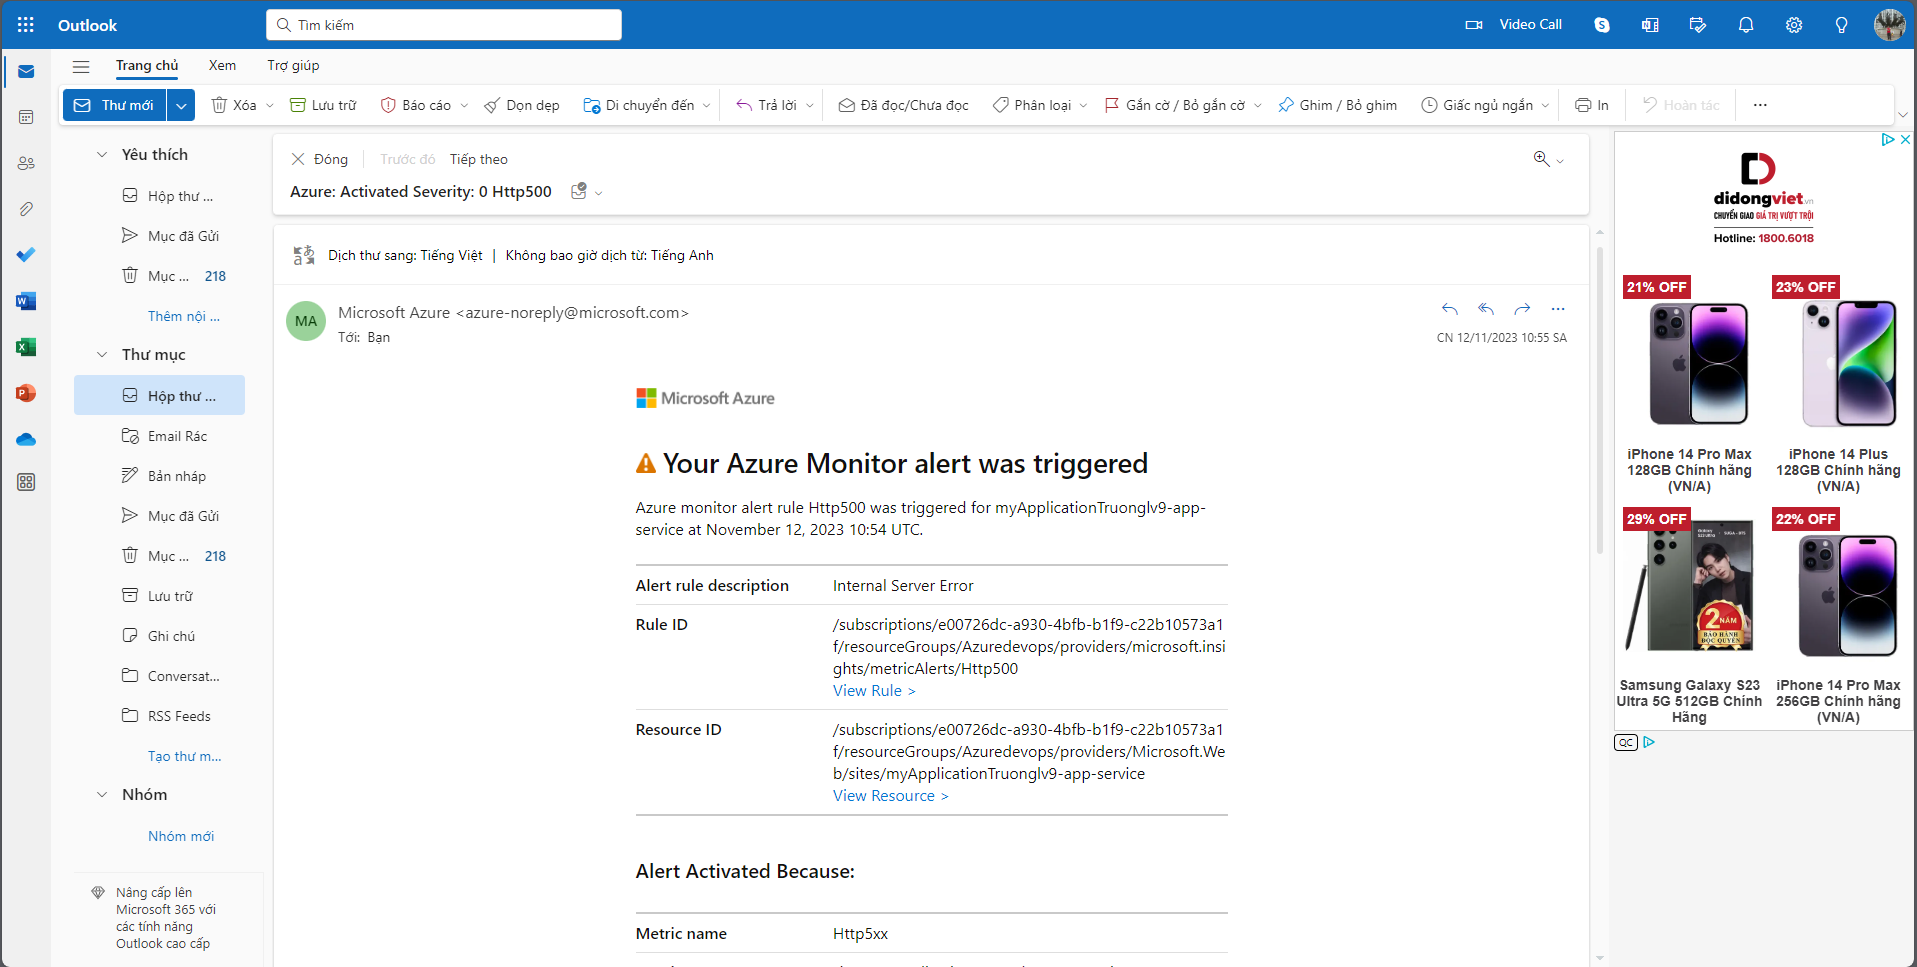 Outlook
Tìm kiếm
Video Call
Trang chủ
Xem
Trợ giúp
Thư mới
Xóa
Lưu trữ
Báo cáo
Dọn dẹp
Di chuyển đến
Trả lời
Đã đọc/Chưa đọc
Phân loại
Gắn cờ / Bỏ gắn cờ
Ghim / Bỏ ghim
Giấc ngủ ngắn
In
Hoàn tác
Yêu thích
Hộp thư ...
Mục đã Gửi
Mục ... 218
Thêm nội ...
Thư mục
Hộp thư ...
Email Rác
Bản nháp
Mục đã Gửi
Mục ... 218
Lưu trữ
Ghi chú
Conversat...
RSS Feeds
Tạo thư m...
Nhóm
Nhóm mới
Nâng cấp lên
Microsoft 365 với
các tính năng
Outlook cao cấp
Đóng
Trước đó
Tiếp theo
Azure: Activated Severity: 0 Http500
Dịch thư sang: Tiếng Việt | Không bao giờ dịch từ: Tiếng Anh
MA
Microsoft Azure <azure-noreply@microsoft.com>
Tới: Bạn
CN 12/11/2023 10:55 SA
Microsoft Azure
Your Azure Monitor alert was triggered
Azure monitor alert rule Http500 was triggered for myApplicationTruonglv9-app-
service at November 12, 2023 10:54 UTC.
Alert rule description Internal Server Error
Rule ID /subscriptions/e00726dc-a930-4bfb-b1f9-c22b10573a1
f/resourceGroups/Azuredevops/providers/microsoft.insi
ghts/metricAlerts/Http500
View Rule >
Resource ID /subscriptions/e00726dc-a930-4bfb-b1f9-c22b10573a1
f/resourceGroups/Azuredevops/providers/Microsoft.We
b/sites/myApplicationTruonglv9-app-service
View Resource >
Alert Activated Because:
Metric name Http5xx
didongviet.vn
CHUYỂN GIAO GIÁ TRỊ VƯỢT TRỘI
Hotline: 1800.6018
21% OFF
iPhone 14 Pro Max
128GB Chính hãng
(VN/A)
23% OFF
iPhone 14 Plus
128GB Chính hãng
(VN/A)
29% OFF
2 NĂM
BẢO HÀNH
ĐỘC QUYỀN
Samsung Galaxy S23
Ultra 5G 512GB Chính
Hãng
22% OFF
iPhone 14 Pro Max
256GB Chính hãng
(VN/A)
QC